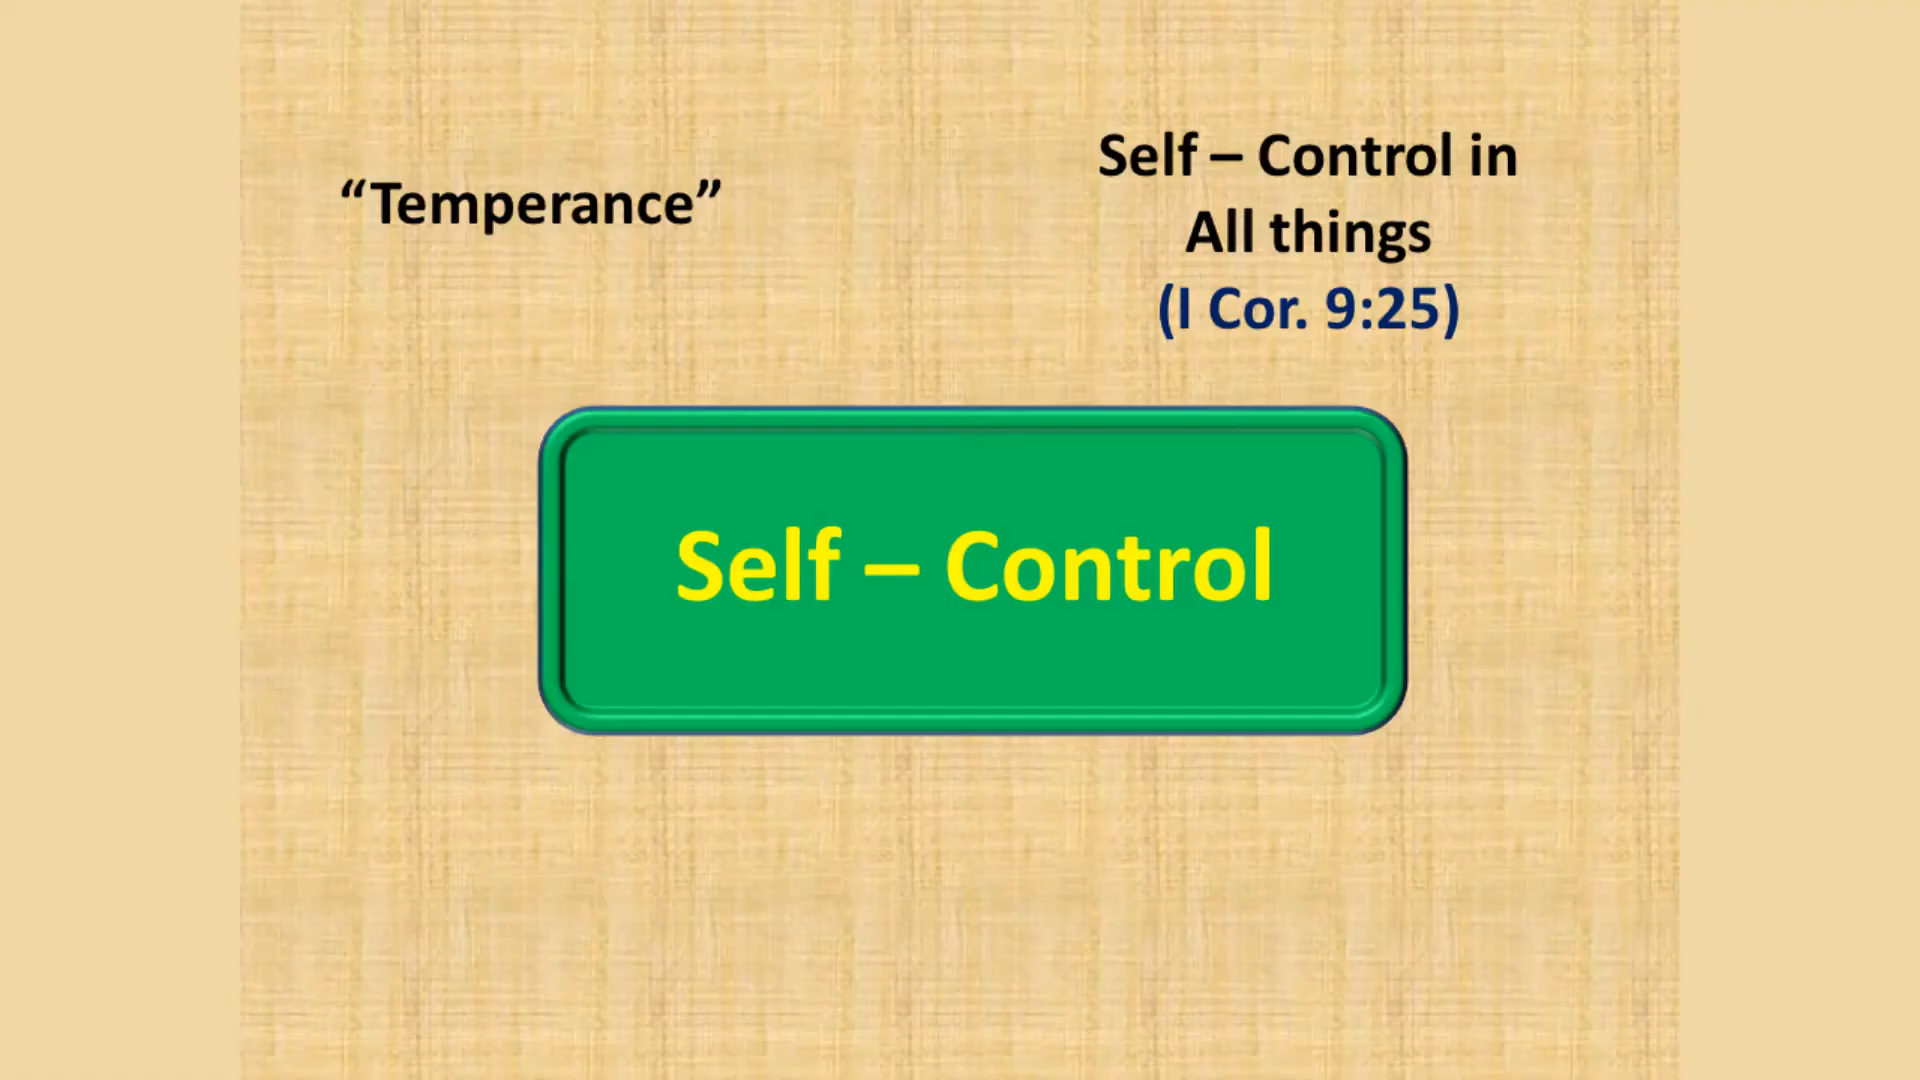 “Temperance”
Self – Control in
All things
(I Cor. 9:25)
Self – Control